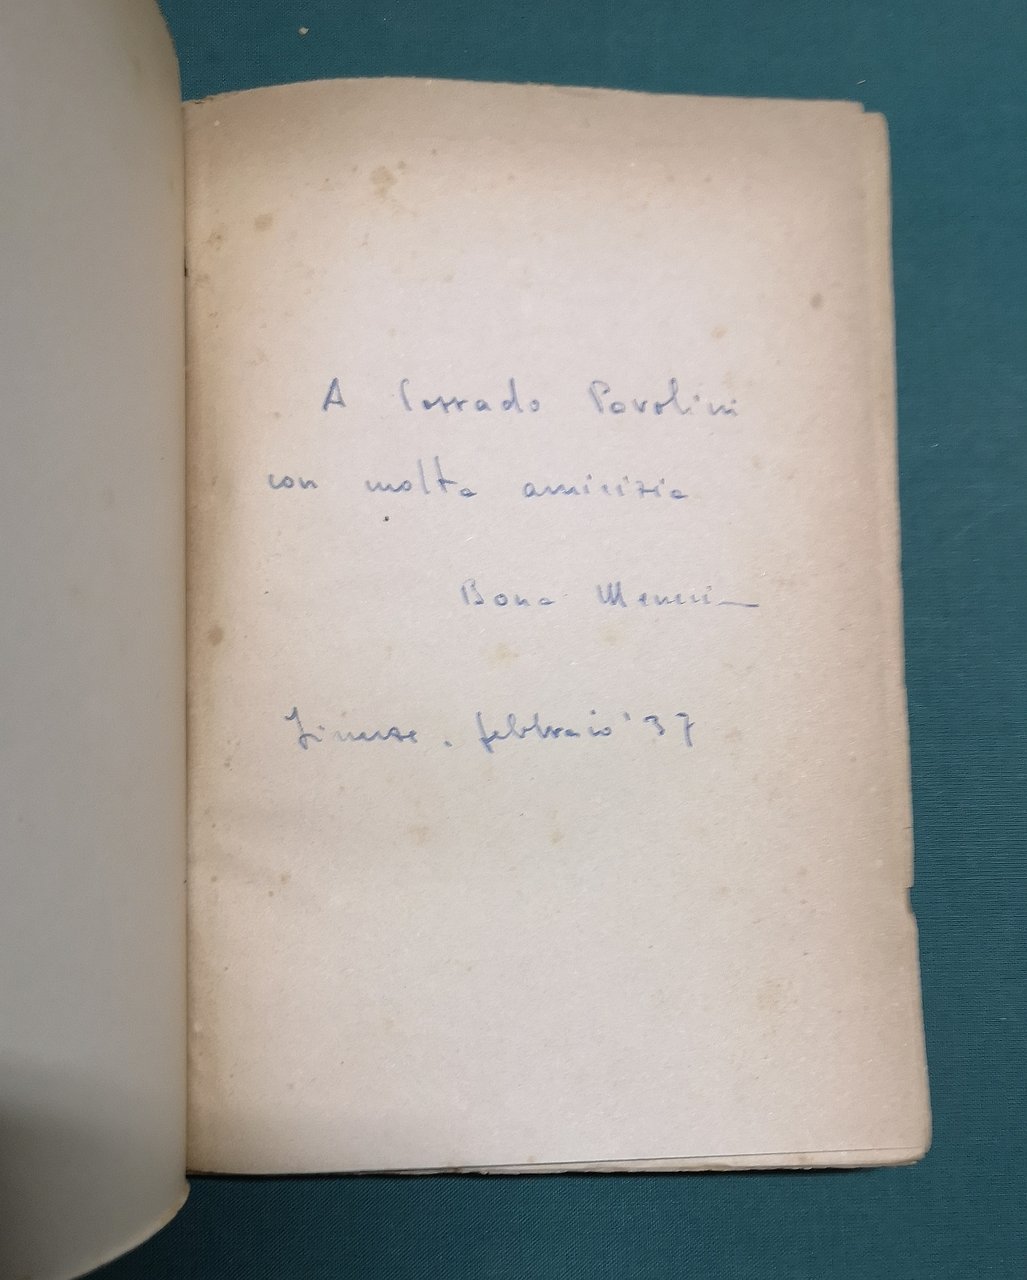 A Corrado Pavolini
con molta amicizia
Bona
Firenze, febbraio '37